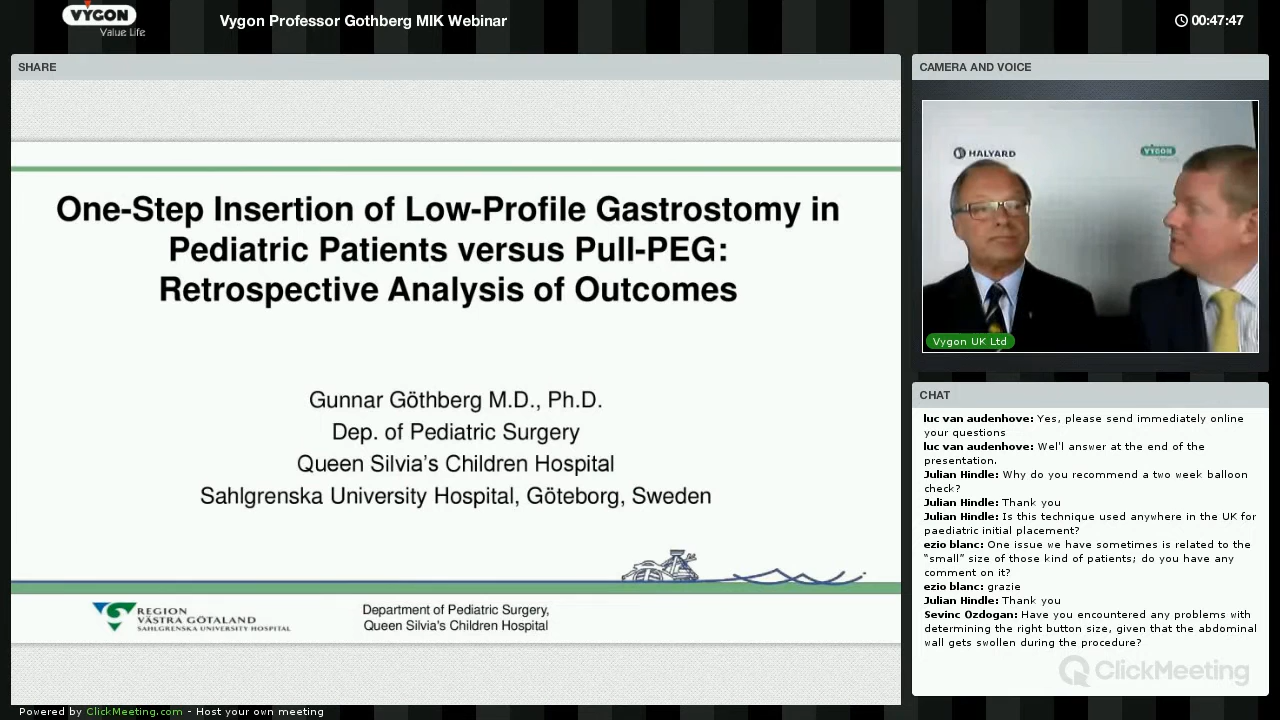 VYGON
Value Life
Vygon Professor Gothberg MIK Webinar
00:47:47
SHARE
One-Step Insertion of Low-Profile Gastrostomy in
Pediatric Patients versus Pull-PEG:
Retrospective Analysis of Outcomes
Gunnar Göthberg M.D., Ph.D.
Dep. of Pediatric Surgery
Queen Silvia's Children Hospital
Sahlgrenska University Hospital, Göteborg, Sweden
REGION
VÄSTRA GÖTALAND
SAHLGRENSKA UNIVERSITY HOSPITAL
Department of Pediatric Surgery,
Queen Silvia's Children Hospital
CAMERA AND VOICE
HALYARD
VYGON
Vygon UK Ltd
CHAT
luc van audenhove: Yes, please send immediately online
your questions
luc van audenhove: Wel'l answer at the end of the
presentation.
Julian Hindle: Why do you recommend a two week balloon
check?
Julian Hindle: Thank you
Julian Hindle: Is this technique used anywhere in the UK for
paediatric initial placement?
ezio blanc: One issue we have sometimes is related to the
"small" size of those kind of patients; do you have any
comment on it?
ezio blanc: grazie
Julian Hindle: Thank you
Sevinc Ozdogan: Have you encountered any problems with
determining the right button size, given that the abdominal
wall gets swollen during the procedure?
ClickMeeting
Powered by ClickMeeting.com - Host your own meeting